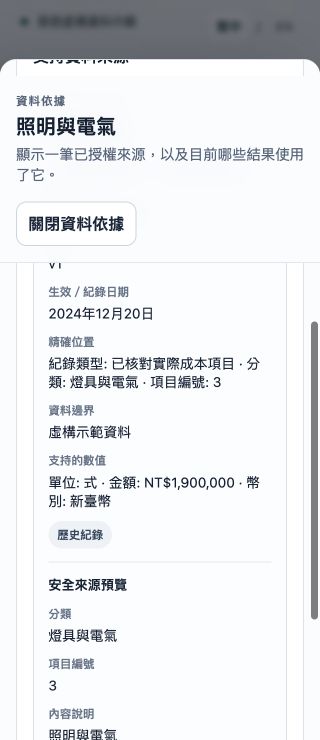 資料依據
照明與電氣
顯示一筆已授權來源，以及目前哪些結果使用
了它。
關閉資料依據
生效 / 紀錄日期
2024年12月20日
精確位置
紀錄類型: 已核對實際成本項目 · 分
類: 燈具與電氣 · 項目編號: 3
資料邊界
虛構示範資料
支持的數值
單位: 式 · 金額: NT$1,900,000 · 幣
別: 新臺幣
歷史紀錄
安全來源預覽
分類
燈具與電氣
項目編號
3
內容說明
照明與電氣